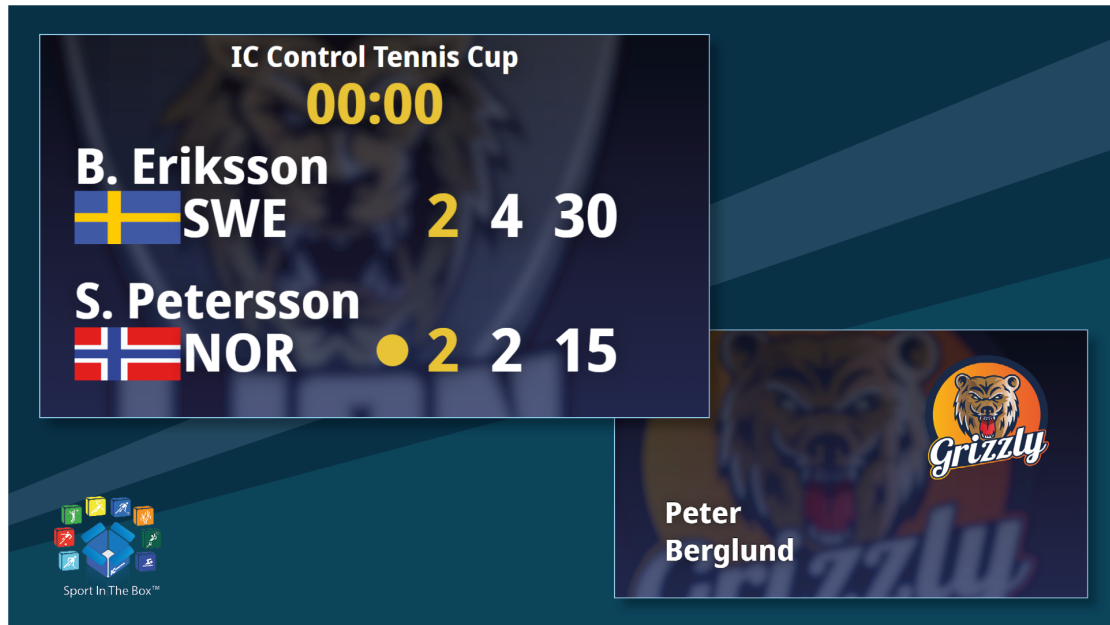 IC Control Tennis Cup
00:00
B. Eriksson
SWE 2 4 30
S. Petersson
NOR 2 2 15
Grizzly
Peter
Berglund
Grizzly
Sport In The Box™